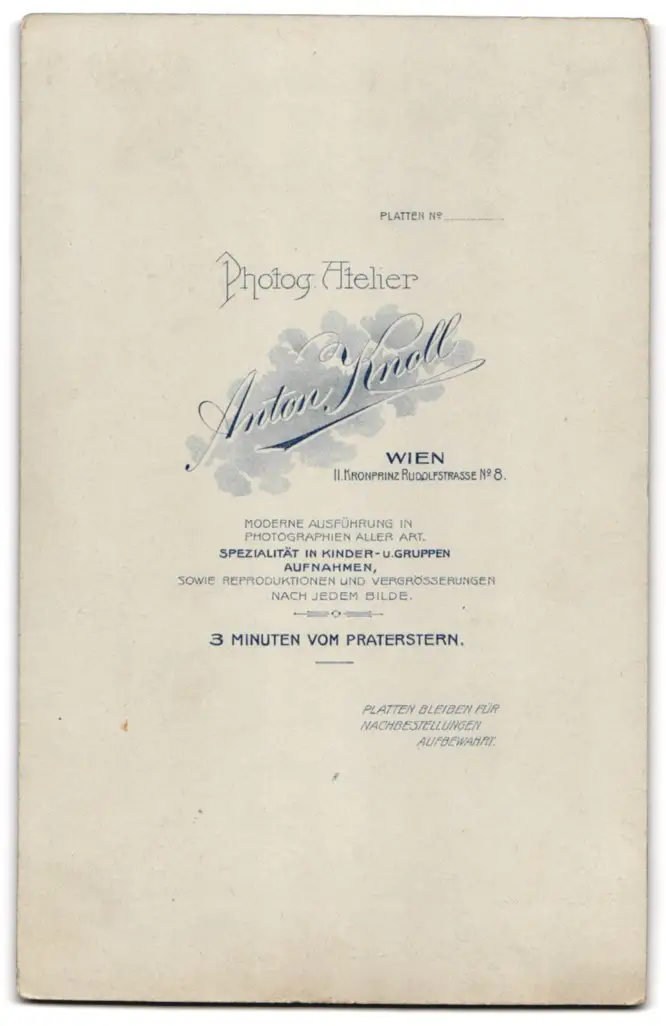 PLATTEN Nº
Photog. Atelier
Anton Knoll
WIEN
II. KRONPRINZ RUDOLFSTRASSE Nº 8.
MODERNE AUSFÜHRUNG IN
PHOTOGRAPHIEN ALLER ART.
SPEZIALITÄT IN KINDER- U. GRUPPEN
AUFNAHMEN,
SOWIE REPRODUKTIONEN UND VERGRÖSSERUNGEN
NACH JEDEM BILDE.
3 MINUTEN VOM PRATERSTERN.
PLATTEN BLEIBEN FÜR
NACHBESTELLUNGEN
AUFBEWAHRT.